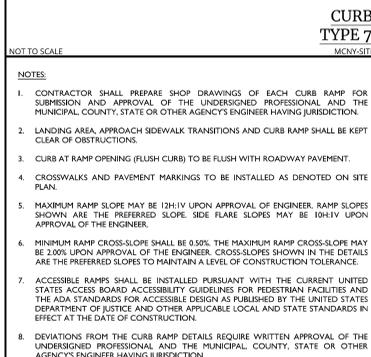 CURB
TYPE 7
NOT TO SCALE
MCNY-SIT
NOTES:
1. CONTRACTOR SHALL PREPARE SHOP DRAWINGS OF EACH CURB RAMP FOR
SUBMISSION AND APPROVAL OF THE UNDERSIGNED PROFESSIONAL AND THE
MUNICIPAL, COUNTY, STATE OR OTHER AGENCY'S ENGINEER HAVING JURISDICTION.
2. LANDING AREA, APPROACH SIDEWALK TRANSITIONS AND CURB RAMP SHALL BE KEPT
CLEAR OF OBSTRUCTIONS.
3. CURB AT RAMP OPENING (FLUSH CURB) TO BE FLUSH WITH ROADWAY PAVEMENT.
4. CROSSWALKS AND PAVEMENT MARKINGS TO BE INSTALLED AS DENOTED ON SITE
PLAN.
5. MAXIMUM RAMP SLOPE MAY BE 12H:1V UPON APPROVAL OF ENGINEER. RAMP SLOPES
SHOWN ARE THE PREFERRED SLOPE. SIDE FLARE SLOPES MAY BE 10H:1V UPON
APPROVAL OF THE ENGINEER.
6. MINIMUM RAMP CROSS-SLOPE SHALL BE 0.50%. THE MAXIMUM RAMP CROSS-SLOPE MAY
BE 2.00% UPON APPROVAL OF THE ENGINEER. CROSS-SLOPES SHOWN IN THE DETAILS
ARE THE PREFERRED SLOPES TO MAINTAIN A LEVEL OF CONSTRUCTION TOLERANCE.
7. ACCESSIBLE RAMPS SHALL BE INSTALLED PURSUANT WITH THE CURRENT UNITED
STATES ACCESS BOARD ACCESSIBILITY GUIDELINES FOR PEDESTRIAN FACILITIES AND
THE ADA STANDARDS FOR ACCESSIBLE DESIGN AS PUBLISHED BY THE UNITED STATES
DEPARTMENT OF JUSTICE AND OTHER APPLICABLE LOCAL AND STATE STANDARDS IN
EFFECT AT THE DATE OF CONSTRUCTION.
8. DEVIATIONS FROM THE CURB RAMP DETAILS REQUIRE WRITTEN APPROVAL OF THE
UNDERSIGNED PROFESSIONAL AND THE MUNICIPAL, COUNTY, STATE OR OTHER
AGENCY'S ENGINEER HAVING JURISDICTION